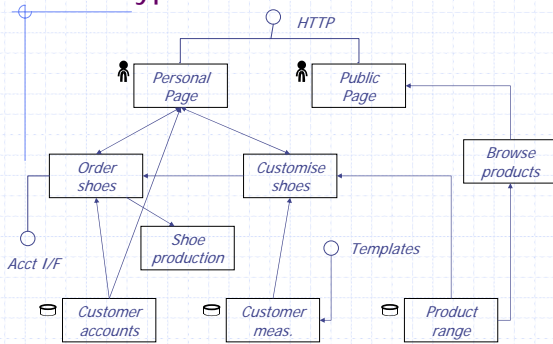 HTTP
Personal
Page
Public
Page
Order
shoes
Customise
shoes
Browse
products
Acct I/F
Shoe
production
Templates
Customer
accounts
Customer
meas.
Product
range